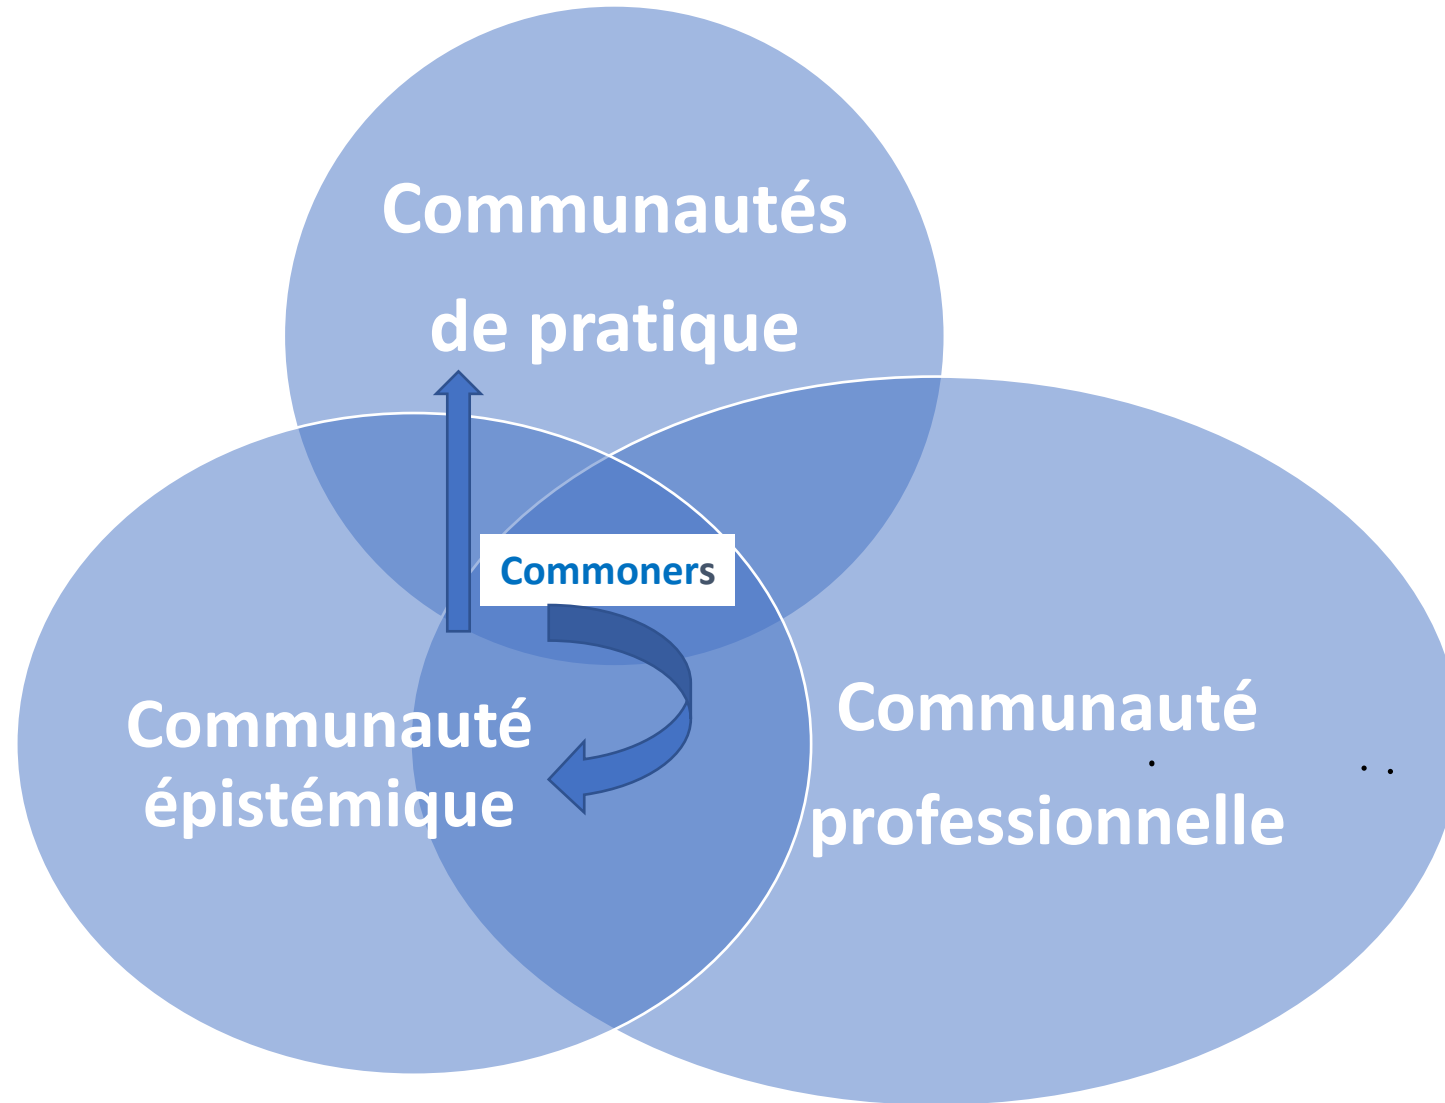 Communautés
de pratique
Commoners
Communauté
épistémique
Communauté
professionnelle